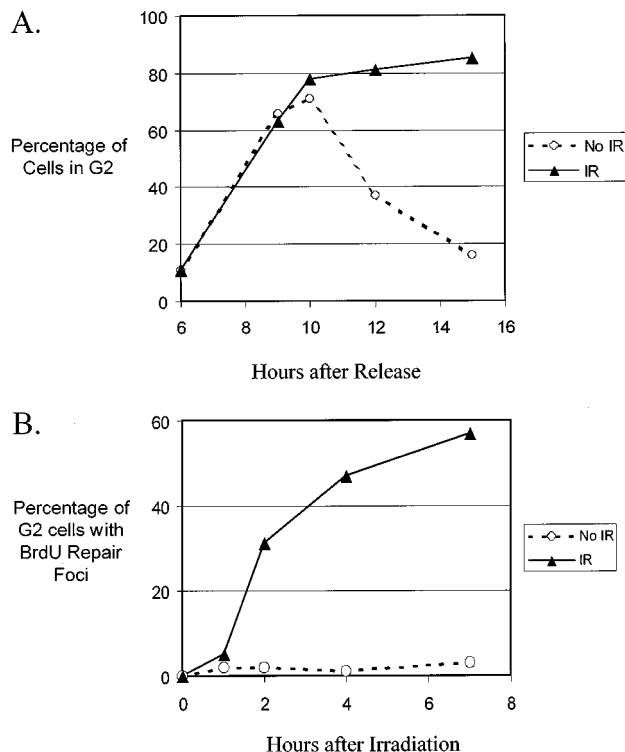 A.
100
80
60
40
20
0
Percentage of
Cells in G2
6
8
10
12
14
16
Hours after Release
No IR
IR
B.
60
40
20
0
Percentage of
G2 cells with
BrdU Repair
Foci
0
2
4
6
8
Hours after Irradiation
No IR
IR